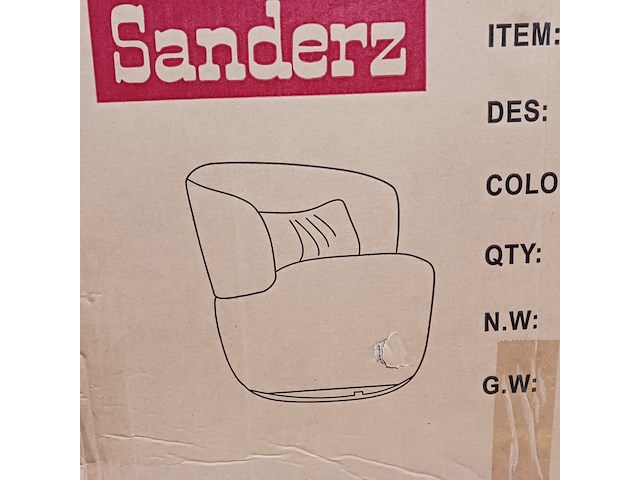 Sanderz
ITEM:
DES:
COLO
QTY:
N.W:
G.W: